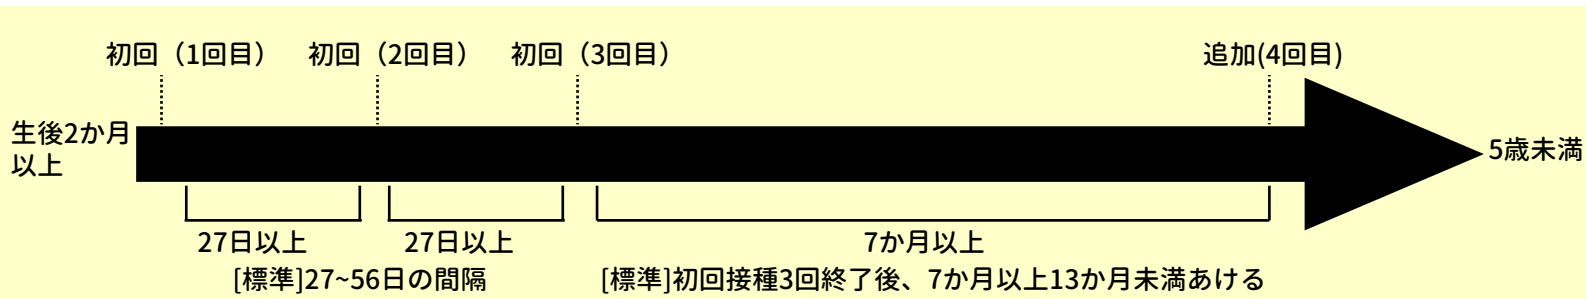 初回（1回目） 初回（2回目） 初回（3回目） 追加(4回目)
生後2か月
以上
5歳未満
27日以上 27日以上 7か月以上
[標準]27~56日の間隔 [標準]初回接種3回終了後、7か月以上13か月未満あける